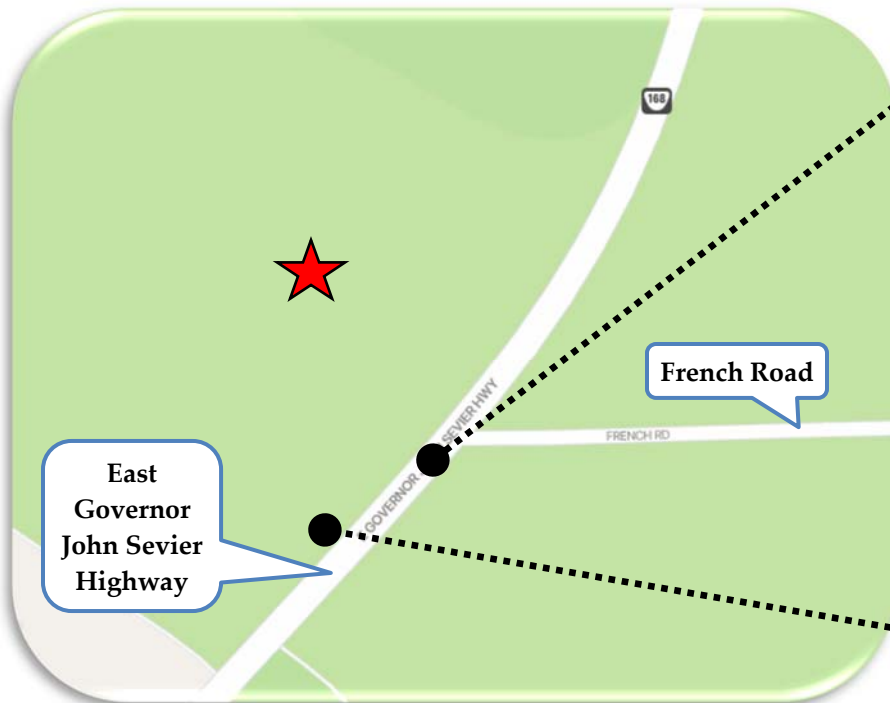 168
French Road
SEVIER HWY
FRENCH RD
GOVERNOR
East
Governor
John Sevier
Highway